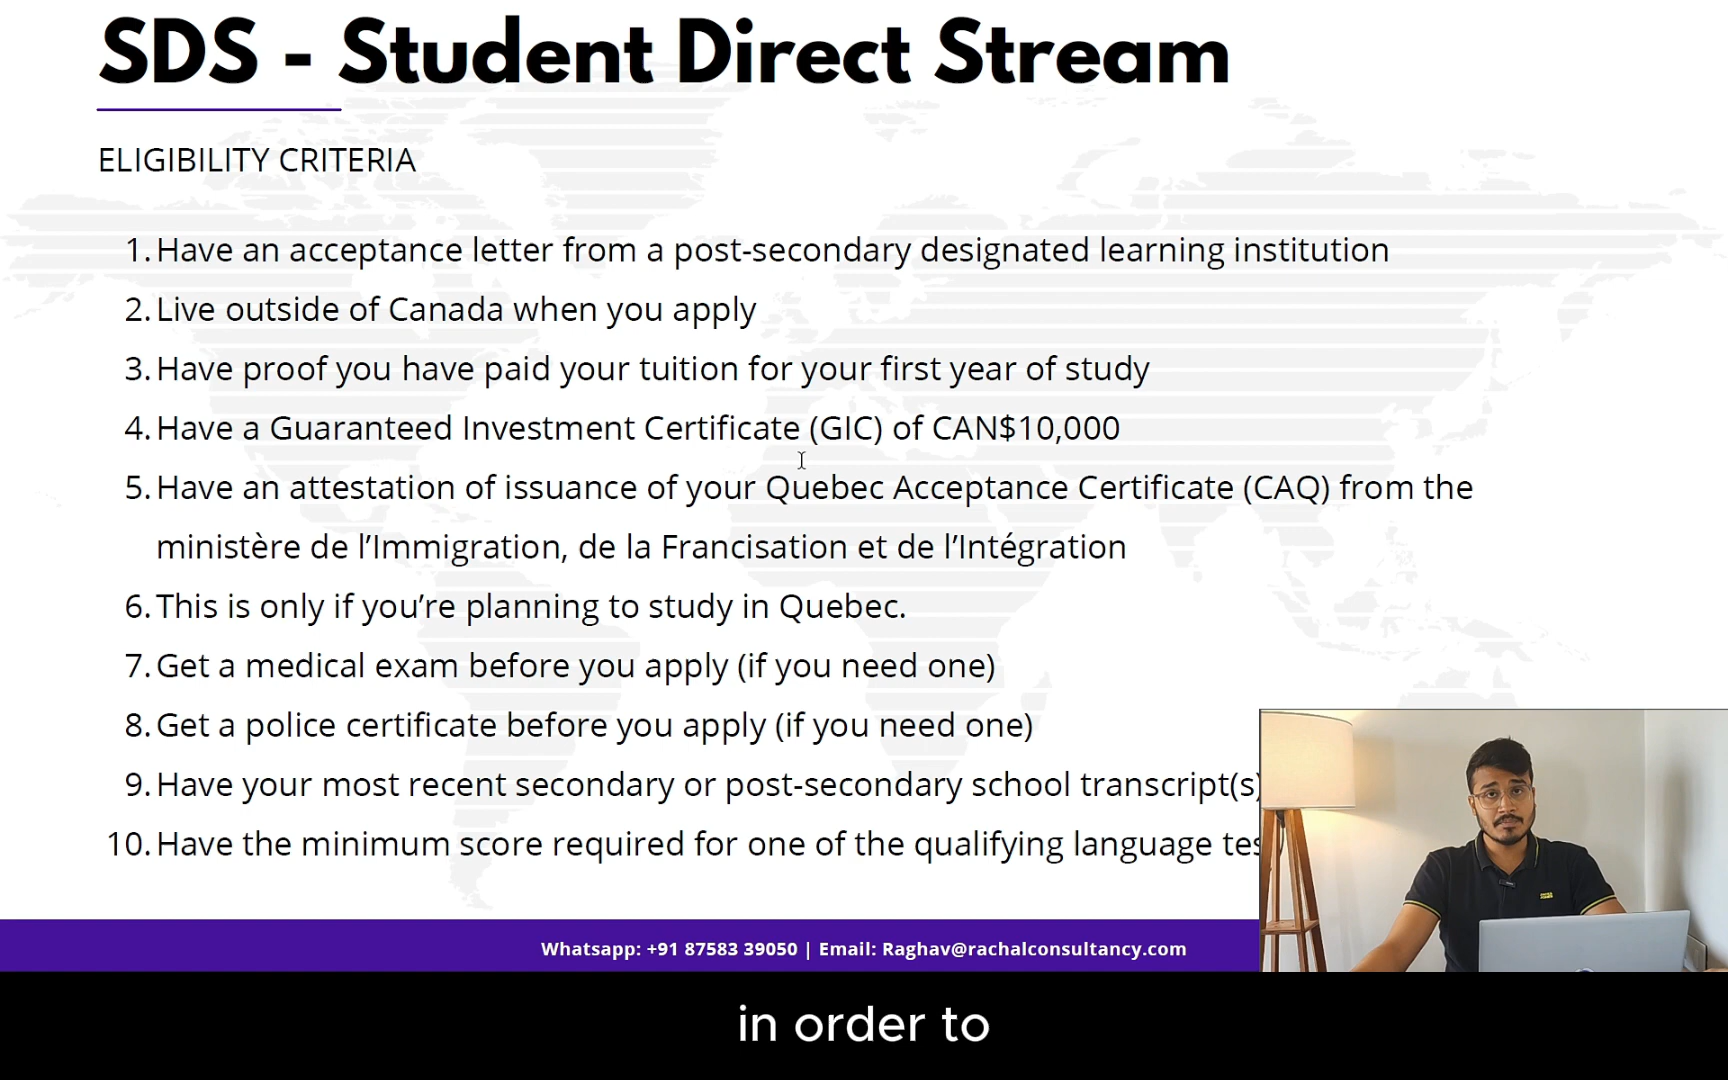 SDS - Student Direct Stream
ELIGIBILITY CRITERIA
1. Have an acceptance letter from a post-secondary designated learning institution
2. Live outside of Canada when you apply
3. Have proof you have paid your tuition for your first year of study
4. Have a Guaranteed Investment Certificate (GIC) of CAN$10,000
5. Have an attestation of issuance of your Quebec Acceptance Certificate (CAQ) from the
ministère de l’Immigration, de la Francisation et de l’Intégration
6. This is only if you’re planning to study in Quebec.
7. Get a medical exam before you apply (if you need one)
8. Get a police certificate before you apply (if you need one)
9. Have your most recent secondary or post-secondary school transcript(s)
10. Have the minimum score required for one of the qualifying language
Whatsapp: +91 87583 39050 | Email: Raghav@rachalconsultancy.com
in order to